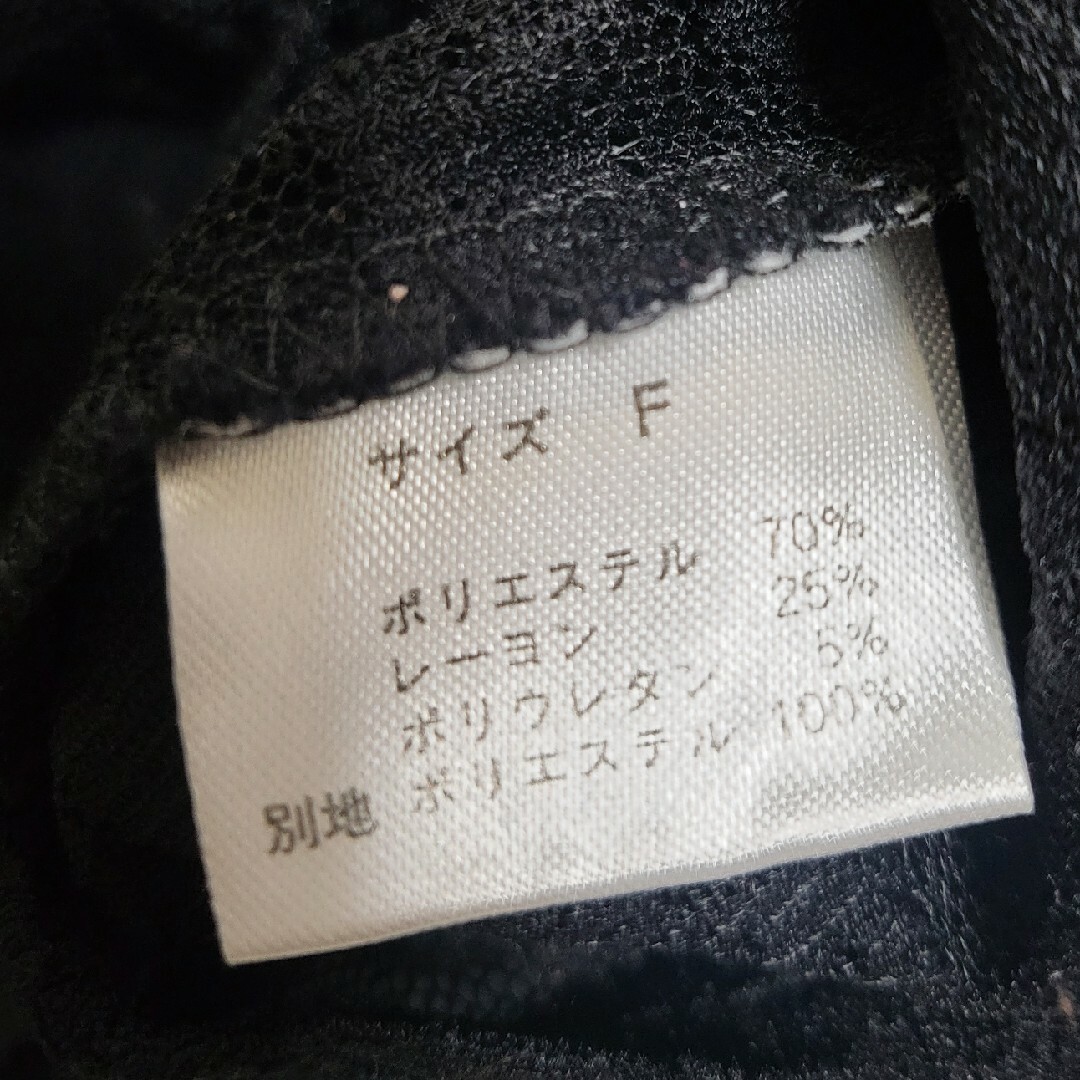 サイズ F
ポリエステル 70%
レーヨン 25%
ポリウレタン 5%
別地 ポリエステル 100%